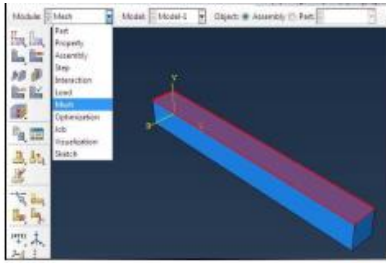 Module: Mesh Model: Model-1 Object: Assembly Part:
Part
Property
Assembly
Step
Interaction
Load
Mesh
Optimization
Job
Visualization
Sketch
Y